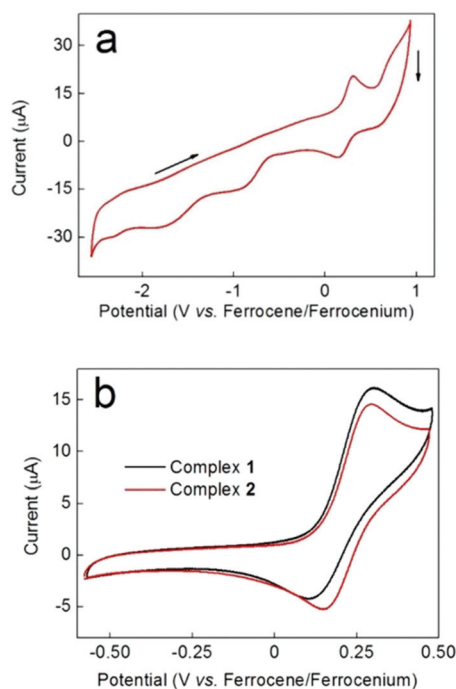 a
30
15
0
-15
-30
Current (μA)
-2
-1
0
1
Potential (V vs. Ferrocene/Ferrocenium)
b
15
10
5
0
-5
Current (μA)
Complex 1
Complex 2
-0.50
-0.25
0
0.25
0.50
Potential (V vs. Ferrocene/Ferrocenium)